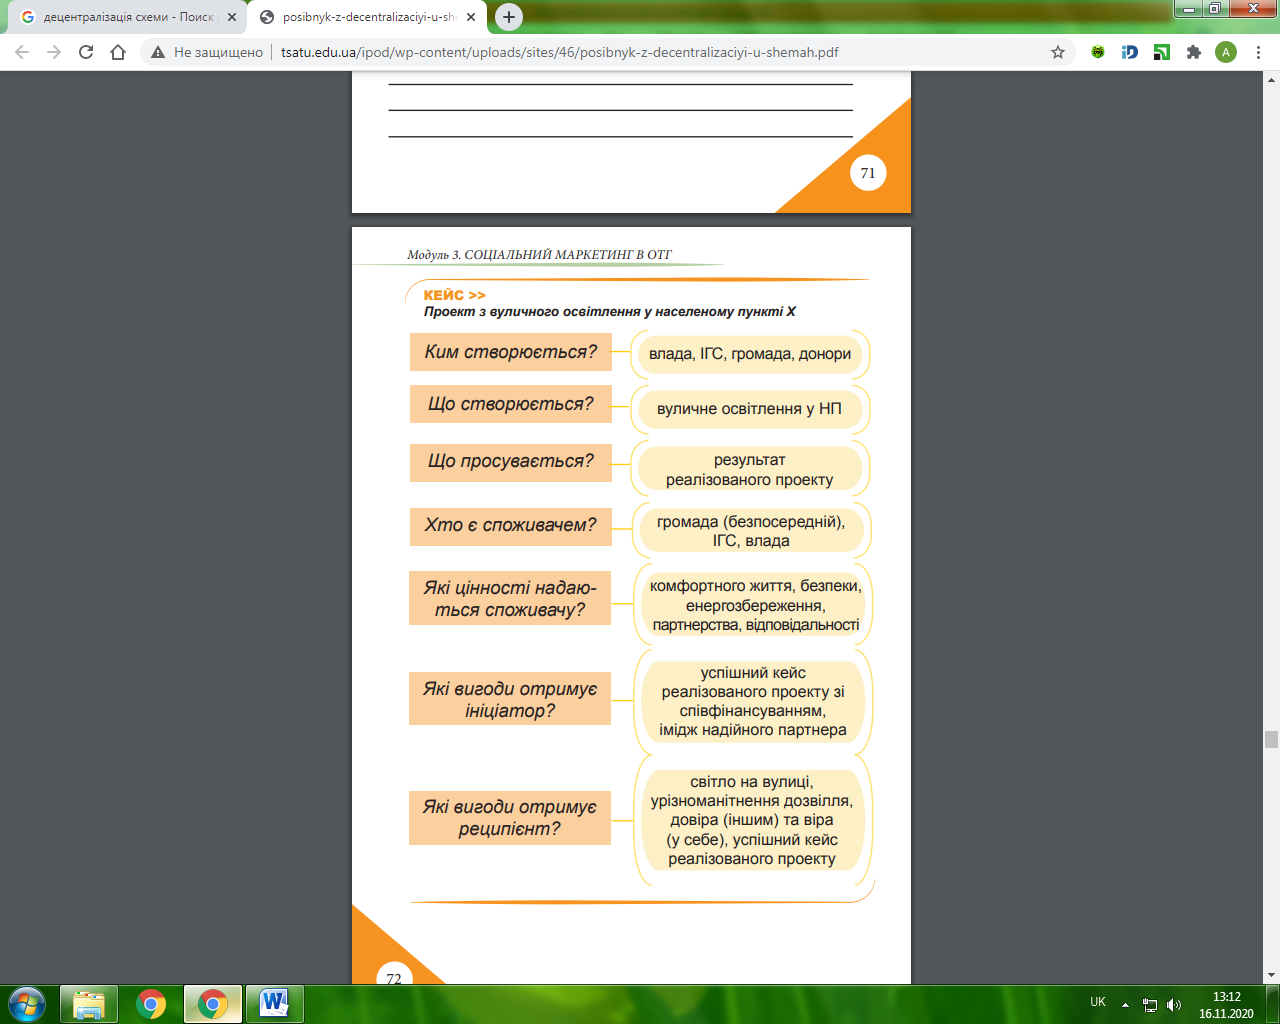 децентралізація схеми - Поиск
posibnyk-z-decentralizaciyi-u-she
Не защищено
tsatu.edu.ua/ipod/wp-content/uploads/sites/46/posibnyk-z-decentralizaciyi-u-shemah.pdf
A
71
Модуль 3. СОЦІАЛЬНИЙ МАРКЕТИНГ В ОТГ
КЕЙС >>
Проект з вуличного освітлення у населеному пункті Х
Ким створюється?
влада, ІГС, громада, донори
Що створюється?
вуличне освітлення у НП
Що просувається?
результат
реалізованого проекту
Хто є споживачем?
громада (безпосередній),
ІГС, влада
Які цінності надаю-
ться споживачу?
комфортного життя, безпеки,
енергозбереження,
партнерства, відповідальності
Які вигоди отримує
ініціатор?
успішний кейс
реалізованого проекту зі
співфінансуванням,
імідж надійного партнера
Які вигоди отримує
реципієнт?
світло на вулиці,
урізноманітнення дозвілля,
довіра (іншим) та віра
(у себе), успішний кейс
реалізованого проекту
72
UK
13:12
16.11.2020